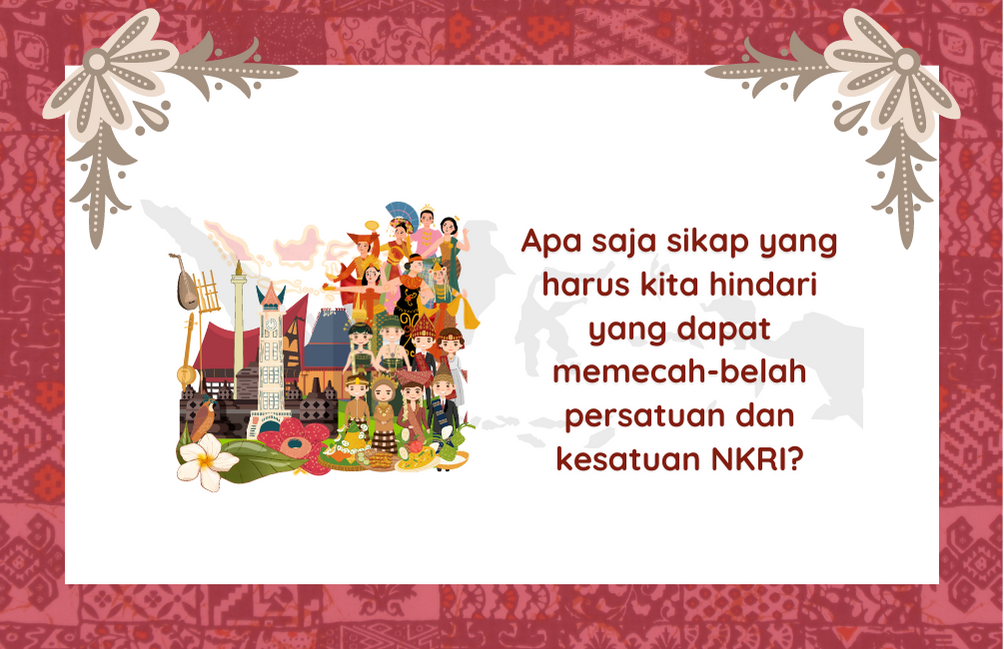 Apa saja sikap yang
harus kita hindari
yang dapat
memecah-belah
persatuan dan
kesatuan NKRI?